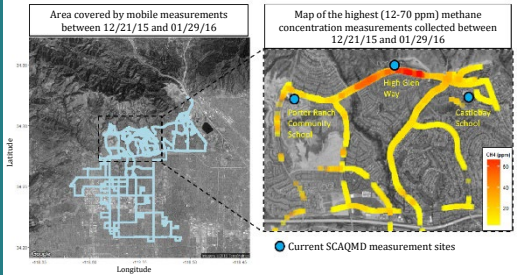 Area covered by mobile measurements
between 12/21/15 and 01/29/16
Map of the highest (12-70 ppm) methane
concentration measurements collected between
12/21/15 and 01/29/16
High Glen
Way
Porter Ranch
Community
School
Castlebay
School
CH4 (ppm)
60
40
20
Latitude
Longitude
Current SCAQMD measurement sites